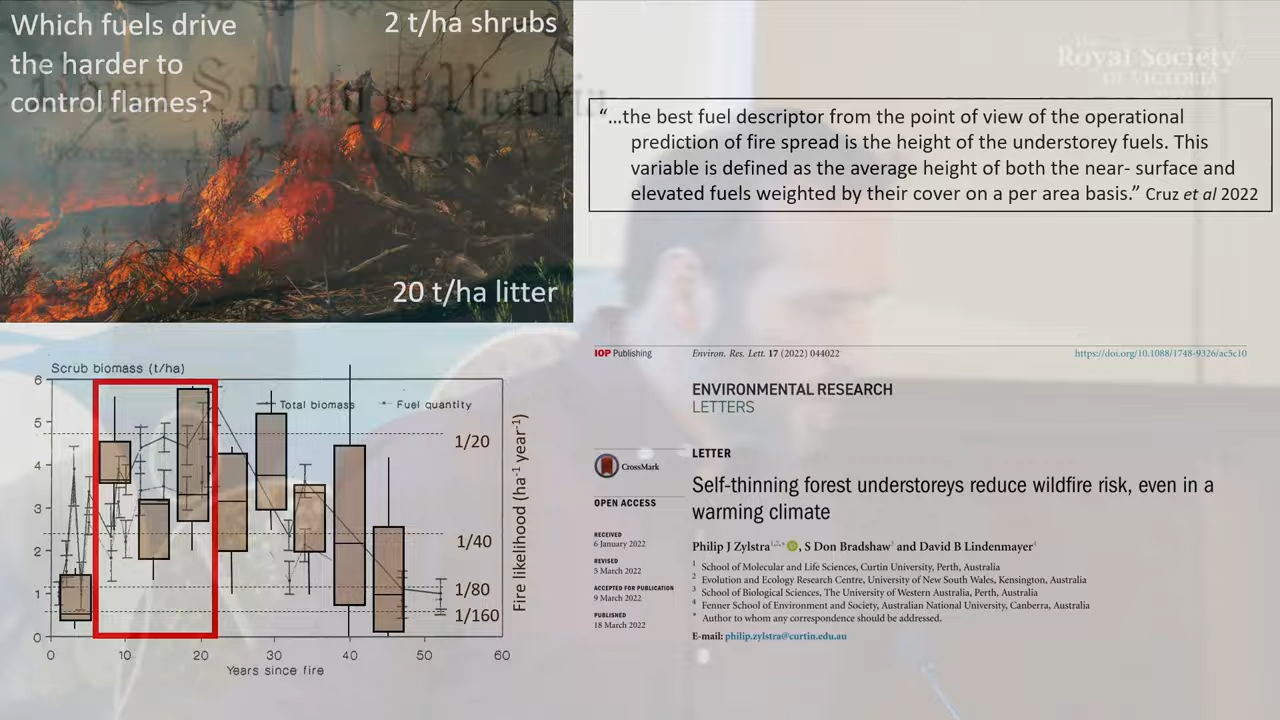 Which fuels drive
the harder to
control flames?
2 t/ha shrubs
20 t/ha litter
Royal Society of Victoria
Royal Society
OF VICTORIA
“...the best fuel descriptor from the point of view of the operational
prediction of fire spread is the height of the understorey fuels. This
variable is defined as the average height of both the near- surface and
elevated fuels weighted by their cover on a per area basis.” Cruz et al 2022
Scrub biomass (t/ha)
Total biomass
Fuel quantity
6
5
4
3
2
1
0
1/20
1/40
1/80
1/160
Fire likelihood (ha⁻¹ year⁻¹)
0 10 20 30 40 50 60
Years since fire
IOP Publishing
Environ. Res. Lett. 17 (2022) 044022
https://doi.org/10.1088/1748-9326/ac5c10
ENVIRONMENTAL RESEARCH
LETTERS
CrossMark
OPEN ACCESS
RECEIVED
6 January 2022
REVISED
5 March 2022
ACCEPTED FOR PUBLICATION
9 March 2022
PUBLISHED
18 March 2022
LETTER
Self-thinning forest understoreys reduce wildfire risk, even in a
warming climate
Philip J Zylstra, S Don Bradshaw and David B Lindenmayer
1 School of Molecular and Life Sciences, Curtin University, Perth, Australia
2 Evolution and Ecology Research Centre, University of New South Wales, Kensington, Australia
3 School of Biological Sciences, The University of Western Australia, Perth, Australia
4 Fenner School of Environment and Society, Australian National University, Canberra, Australia
* Author to whom any correspondence should be addressed.
E-mail: philip.zylstra@curtin.edu.au